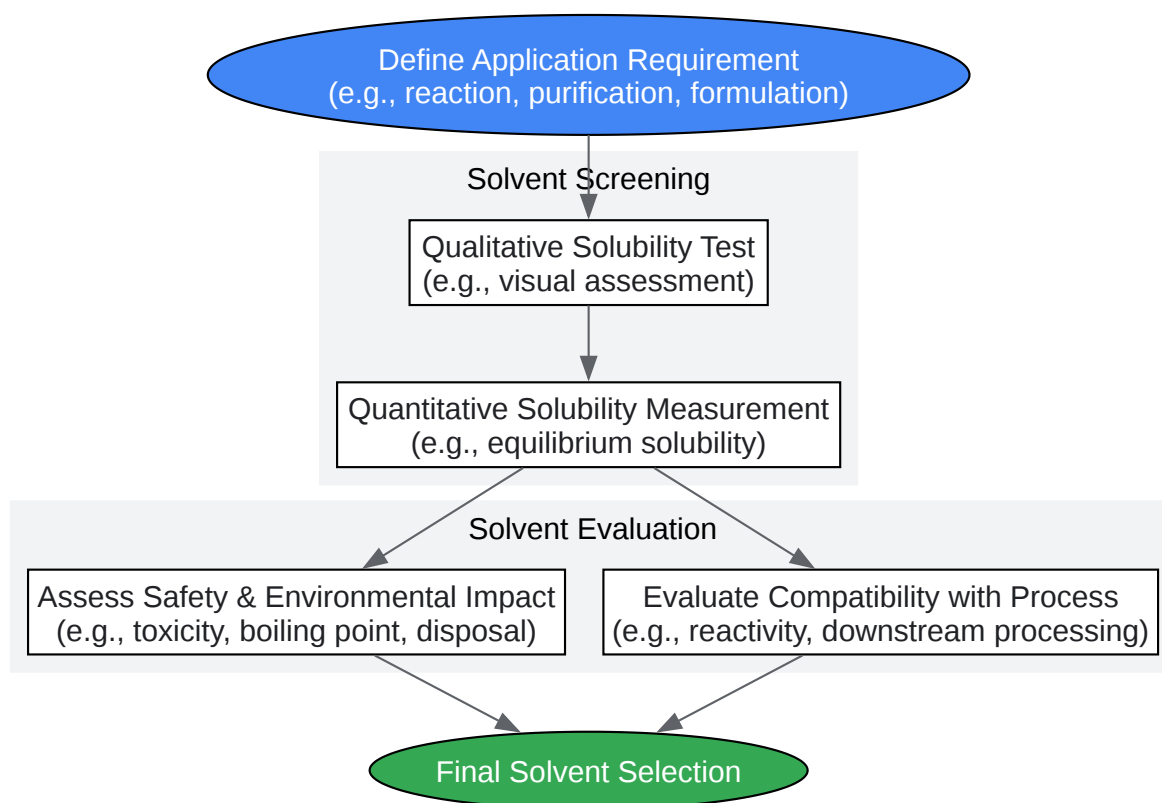 Define Application Requirement
(e.g., reaction, purification, formulation)
Solvent Screening
Qualitative Solubility Test
(e.g., visual assessment)
Quantitative Solubility Measurement
(e.g., equilibrium solubility)
Solvent Evaluation
Assess Safety & Environmental Impact
(e.g., toxicity, boiling point, disposal)
Evaluate Compatibility with Process
(e.g., reactivity, downstream processing)
Final Solvent Selection